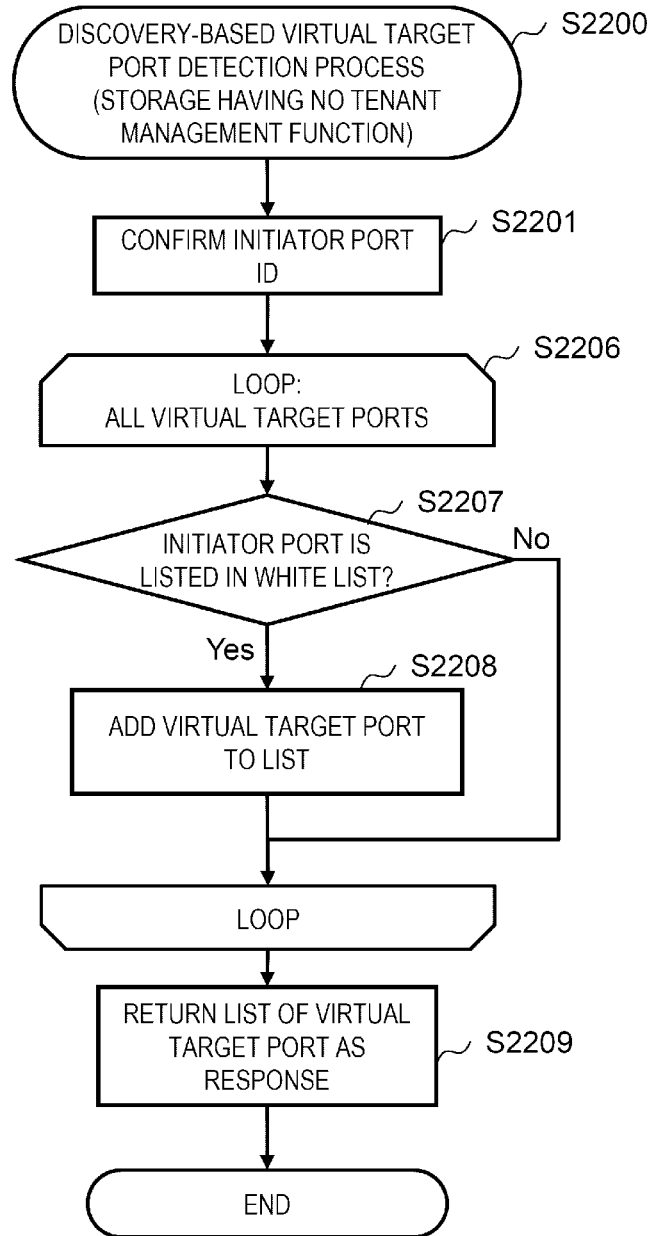 DISCOVERY-BASED VIRTUAL TARGET
PORT DETECTION PROCESS
(STORAGE HAVING NO TENANT
MANAGEMENT FUNCTION)
S2200
CONFIRM INITIATOR PORT
ID
S2201
LOOP:
ALL VIRTUAL TARGET PORTS
S2206
INITIATOR PORT IS
LISTED IN WHITE LIST?
S2207
No
Yes
ADD VIRTUAL TARGET PORT
TO LIST
S2208
LOOP
RETURN LIST OF VIRTUAL
TARGET PORT AS
RESPONSE
S2209
END